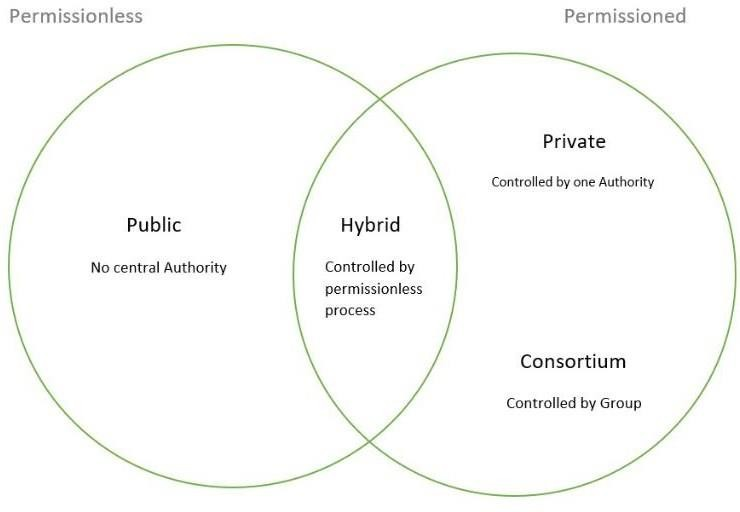 Permissionless
Permissioned
Public
No central Authority
Hybrid
Controlled by
permissionless
process
Private
Controlled by one Authority
Consortium
Controlled by Group